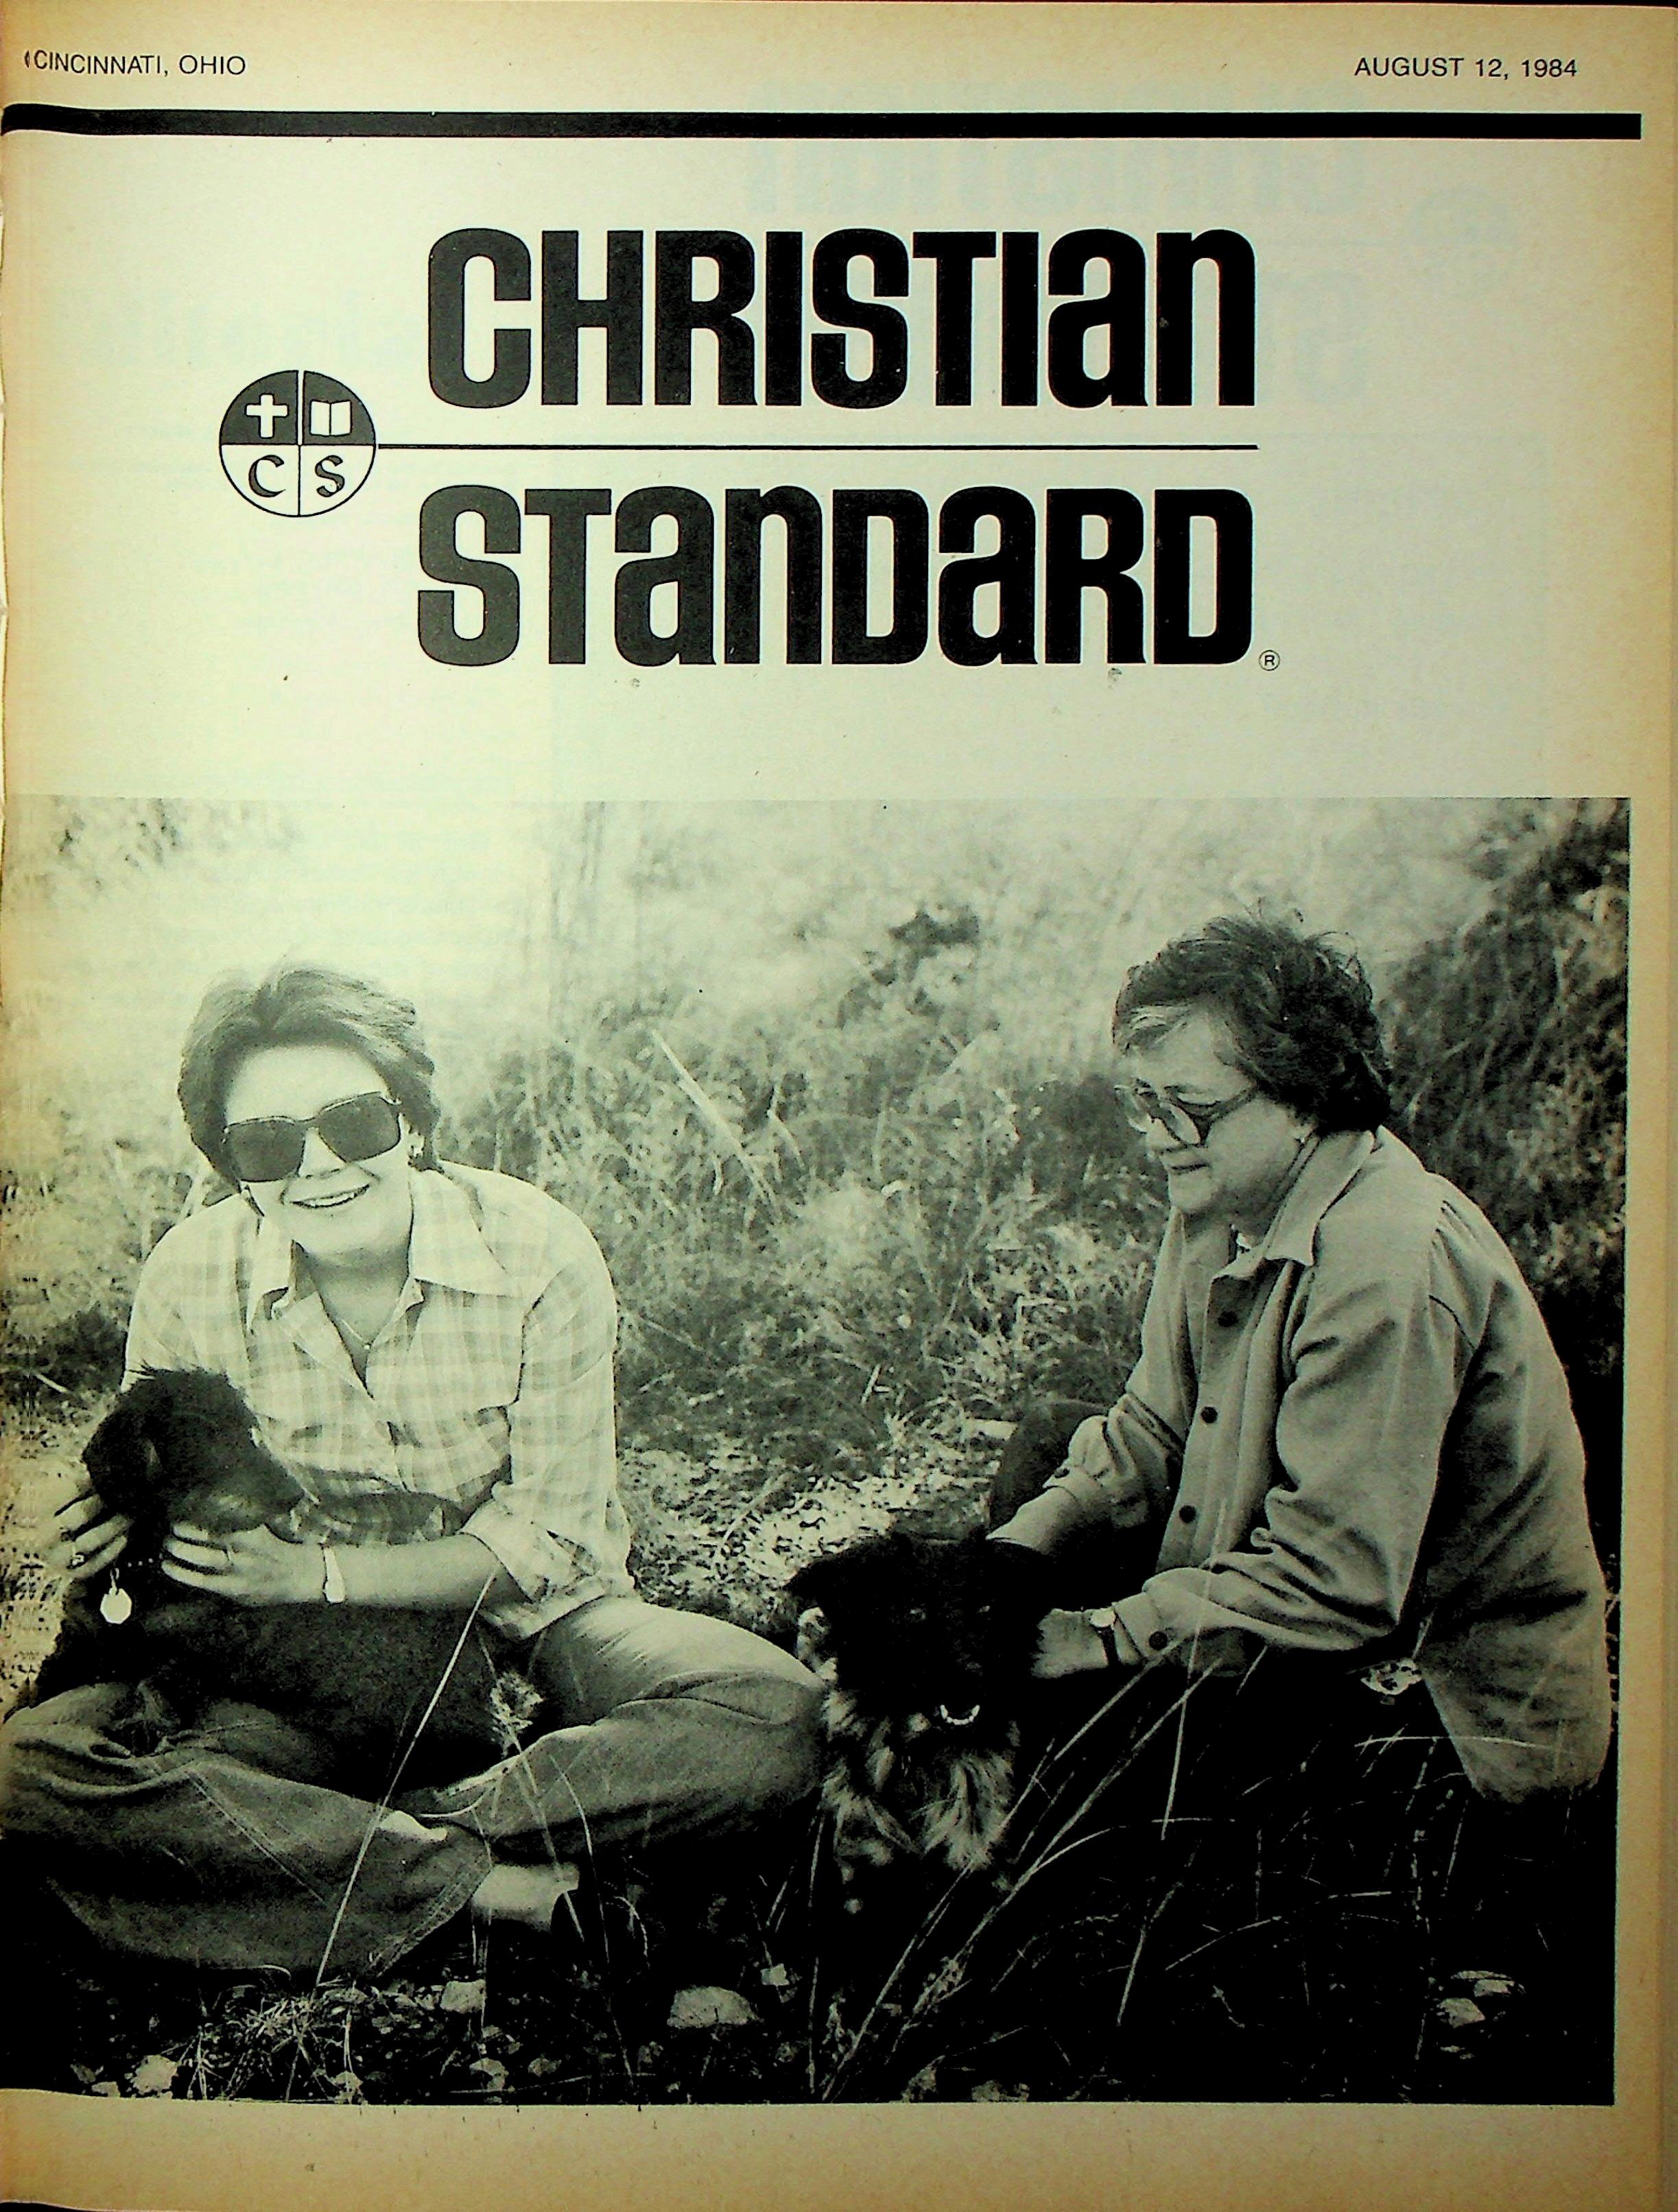 CINCINNATI, OHIO
AUGUST 12, 1984
CHRISTIan
C S
STanDaRD®